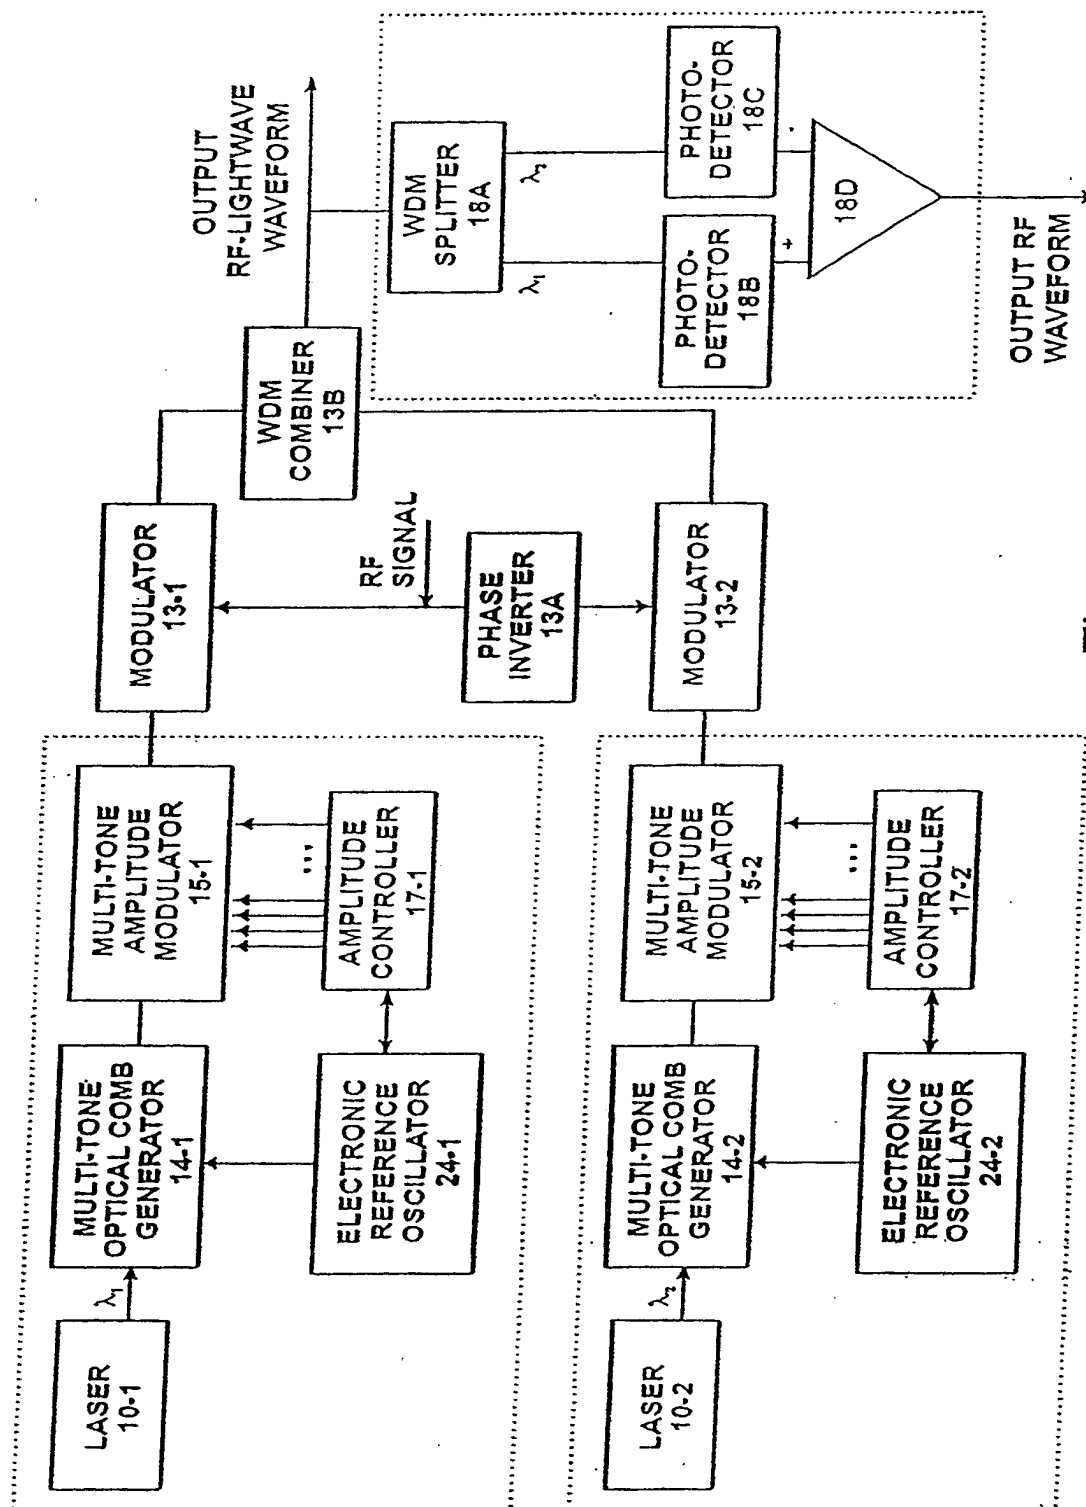 LASER
10-1
λ₁
MULTI-TONE
OPTICAL COMB
GENERATOR
14-1
MULTI-TONE
AMPLITUDE
MODULATOR
15-1
ELECTRONIC
REFERENCE
OSCILLATOR
24-1
AMPLITUDE
CONTROLLER
17-1
...
MODULATOR
13-1
RF
SIGNAL
PHASE
INVERTER
13A
WDM
COMBINER
13B
OUTPUT
RF-LIGHTWAVE
WAVEFORM
LASER
10-2
λ₂
MULTI-TONE
OPTICAL COMB
GENERATOR
14-2
MULTI-TONE
AMPLITUDE
MODULATOR
15-2
ELECTRONIC
REFERENCE
OSCILLATOR
24-2
AMPLITUDE
CONTROLLER
17-2
...
MODULATOR
13-2
WDM
SPLITTER
18A
λ₁
λ₂
PHOTO-
DETECTOR
18B
PHOTO-
DETECTOR
18C
+
-
18D
OUTPUT RF
WAVEFORM